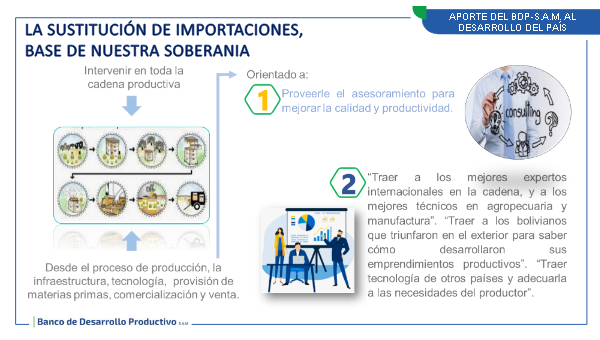 APORTE DEL BDP-S.A.M, AL
DESARROLLO DEL PAÍS
LA SUSTITUCIÓN DE IMPORTACIONES,
BASE DE NUESTRA SOBERANIA
Intervenir en toda la
cadena productiva
Desde el proceso de producción, la
infraestructura, tecnología, provisión de
materias primas, comercialización y venta.
Orientado a:
1
Proveerle el asesoramiento para
mejorar la calidad y productividad.
consulting
2
“Traer a los mejores expertos
internacionales en la cadena, y a los
mejores técnicos en agropecuaria y
manufactura”. “Traer a los bolivianos
que triunfaron en el exterior para saber
cómo desarrollaron sus
emprendimientos productivos”. “Traer
tecnología de otros países y adecuarla
a las necesidades del productor”.
Banco de Desarrollo Productivo S.A.M.